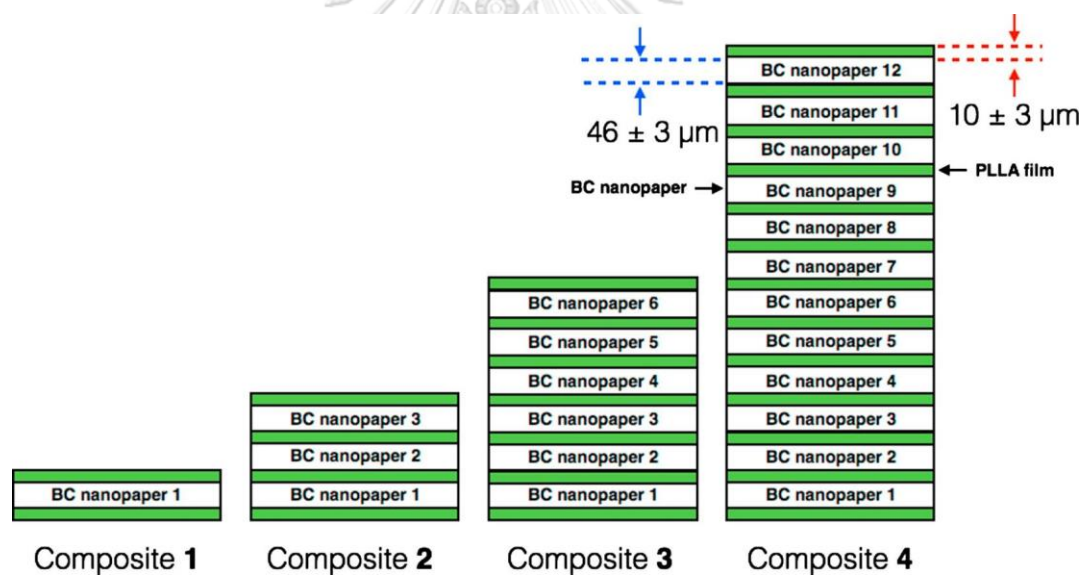 BC nanopaper 12
46 ± 3 µm
BC nanopaper 11
10 ± 3 µm
BC nanopaper 10
PLLA film
BC nanopaper
BC nanopaper 9
BC nanopaper 8
BC nanopaper 7
BC nanopaper 6
BC nanopaper 6
BC nanopaper 5
BC nanopaper 5
BC nanopaper 4
BC nanopaper 4
BC nanopaper 3
BC nanopaper 3
BC nanopaper 3
BC nanopaper 2
BC nanopaper 2
BC nanopaper 2
BC nanopaper 1
BC nanopaper 1
BC nanopaper 1
BC nanopaper 1
Composite 1
Composite 2
Composite 3
Composite 4